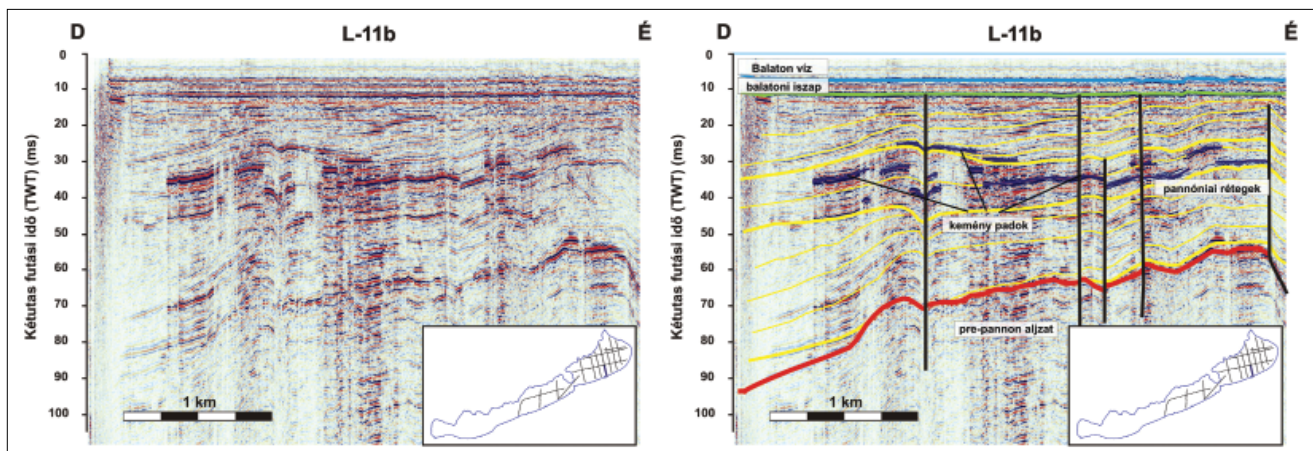 D
L-11b
É
Kétutas futási idő (TWT) (ms)
0
10
20
30
40
50
60
70
80
90
100
1 km
D
L-11b
É
Kétutas futási idő (TWT) (ms)
0
10
20
30
40
50
60
70
80
90
100
Balaton víz
balatoni iszap
pannóniai rétegek
kemény padok
pre-pannon aljzat
1 km